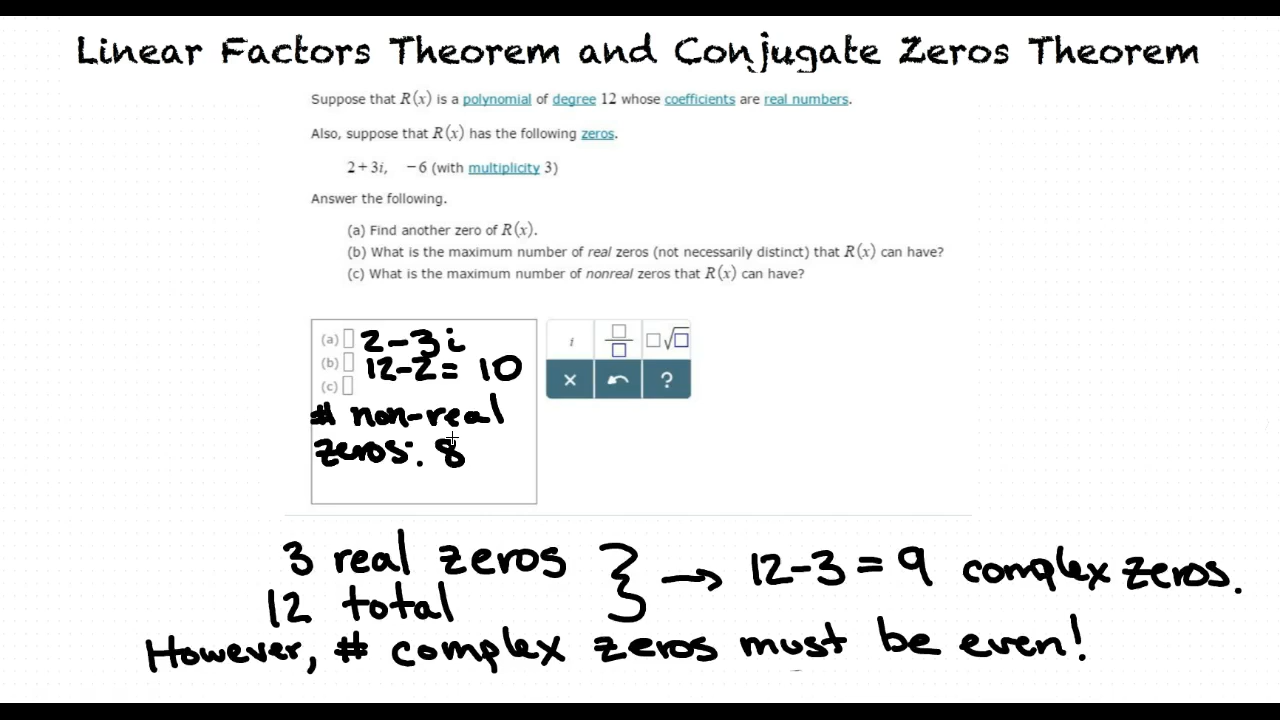 Linear Factors Theorem and Conjugate Zeros Theorem
Suppose that R(x) is a polynomial of degree 12 whose coefficients are real numbers.
Also, suppose that R(x) has the following zeros.
2+3i, −6 (with multiplicity 3)
Answer the following.
(a) Find another zero of R(x).
(b) What is the maximum number of real zeros (not necessarily distinct) that R(x) can have?
(c) What is the maximum number of nonreal zeros that R(x) can have?
(a) 2-3i
(b) 12-2= 10
(c)
# non-real
zeros: 8
i □/□ □√□
× ?
3 real zeros
12 total
} → 12-3=9 complex zeros.
However, # complex zeros must be even!